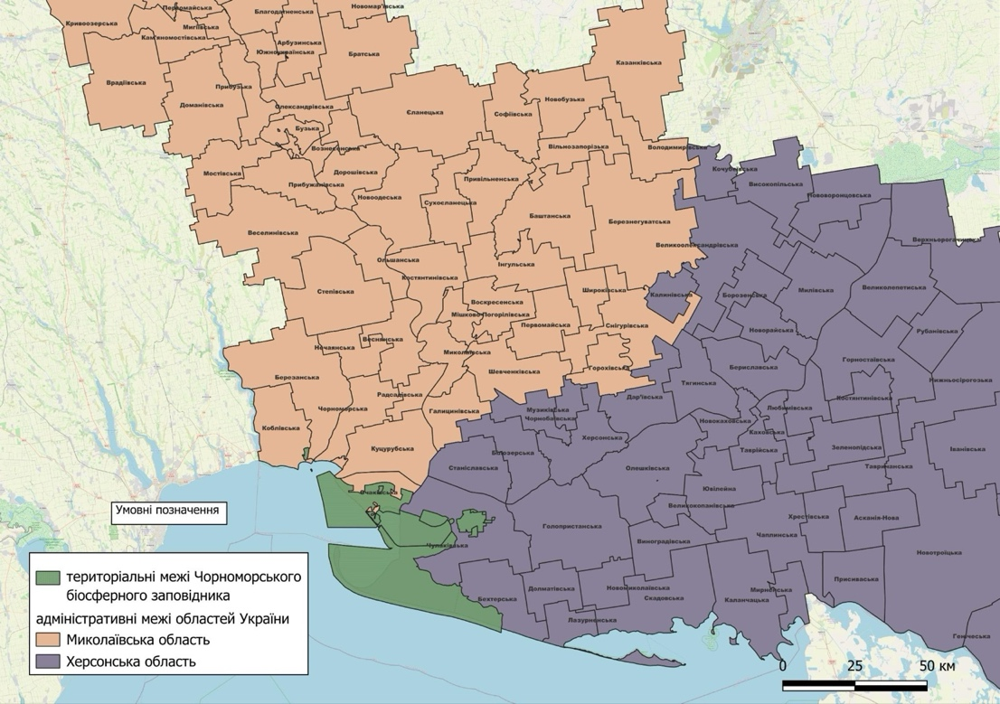 Новомар'ївська
Первомайська
Благодатненська
Кривоозерська
Мигіївська
Кам'яномостівська
Арбузинська
Южноукраїнська
Братська
Казанківська
Врадіївська
Прибузька
Доманівська
Олександрівська
Єланецька
Софіївська
Новобузька
Бузька
Вознесенська
Вільнозапорізька
Володимирівська
Мостівська
Дорошівська
Прибужанівська
Привільненська
Кочубеївська
Високопільська
Нововоронцовська
Новоодеська
Сухоєланецька
Баштанська
Березнегуватська
Веселинівська
Великоолександрівська
Верхньорогачицька
Ольшанська
Інгульська
Костянтинівська
Степівська
Широківська
Калинівська
Борозенська
Милівська
Великолепетиська
Воскресенська
Мішково-Погорілівська
Первомайська
Снігурівська
Новорайська
Рубанівська
Нечаянська
Веснянська
Миколаївська
Шевченківська
Горохівська
Бериславська
Горностаївська
Березанська
Тягинська
Нижньосірогозька
Радсадівська
Дар'ївська
Костянтинівська
Чорноморська
Галицинівська
Музиківська
Чорнобаївська
Любимівська
Новокаховська
Коблівська
Каховська
Херсонська
Куцурубська
Білозерська
Таврійська
Зеленопідська
Іванівська
Станіславська
Олешківська
Тавричанська
Очаківська
Ювілейна
Великокопанівська
Хрестівська
Асканія-Нова
Голопристанська
Чаплинська
Виноградівська
Чулаківська
Новотроїцька
Присиваська
Долматівська
Новомиколаївська
Мирненська
Бехтерська
Скадовська
Каланчацька
Лазурненська
Генічеська
Умовні позначення
територіальні межі Чорноморського
біосферного заповідника
адміністративні межі областей України
Миколаївська область
Херсонська область
0 25 50 км